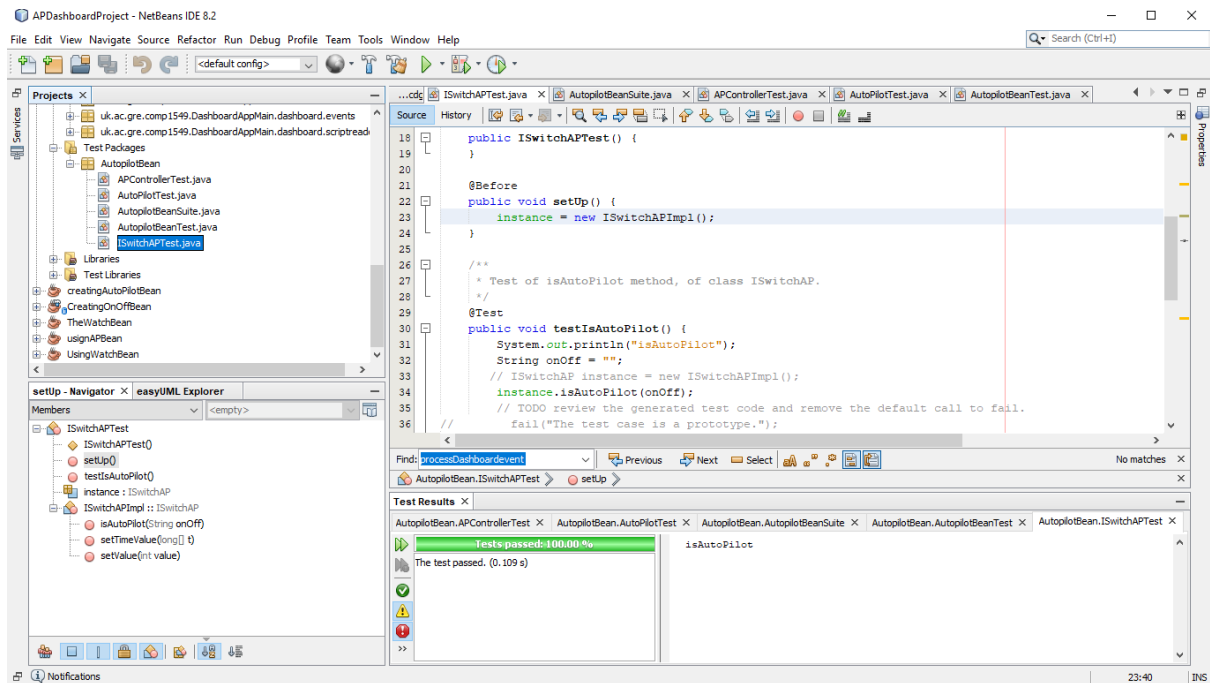 APDashboardProject - NetBeans IDE 8.2
File Edit View Navigate Source Refactor Run Debug Profile Team Tools Window Help
Search (Ctrl+I)
<default config>
Services
Projects
uk.ac.gre.comp1549.DashboardAppMain.dashboard.events
uk.ac.gre.comp1549.DashboardAppMain.dashboard.scriptread
Test Packages
AutopilotBean
APControllerTest.java
AutoPilotTest.java
AutopilotBeanSuite.java
AutopilotBeanTest.java
ISwitchAPTest.java
Libraries
Test Libraries
creatingAutoPilotBean
CreatingOnOffBean
TheWatchBean
usignAPBean
UsingWatchBean
setUp - Navigator easyUML Explorer
Members <empty>
ISwitchAPTest
ISwitchAPTest()
setUp()
testIsAutoPilot()
instance : ISwitchAP
ISwitchAPImpl :: ISwitchAP
isAutoPilot(String onOff)
setTimeValue(long[] t)
setValue(int value)
...cdg ISwitchAPTest.java AutopilotBeanSuite.java APControllerTest.java AutoPilotTest.java AutopilotBeanTest.java
Source History
Properties
18 public ISwitchAPTest() {
19 }
20
21 @Before
22 public void setUp() {
23 instance = new ISwitchAPImpl();
24 }
25
26 /**
27 * Test of isAutoPilot method, of class ISwitchAP.
28 */
29 @Test
30 public void testIsAutoPilot() {
31 System.out.println("isAutoPilot");
32 String onOff = "";
33 // ISwitchAP instance = new ISwitchAPImpl();
34 instance.isAutoPilot(onOff);
35 // TODO review the generated test code and remove the default call to fail.
36 // fail("The test case is a prototype.");
Find: processDashboardevent Previous Next Select No matches
AutopilotBean.ISwitchAPTest setUp
Test Results
AutopilotBean.APControllerTest AutopilotBean.AutoPilotTest AutopilotBean.AutopilotBeanSuite AutopilotBean.AutopilotBeanTest AutopilotBean.ISwitchAPTest
Tests passed: 100.00 %
The test passed. (0.109 s)
isAutoPilot
Notifications
23:40 INS